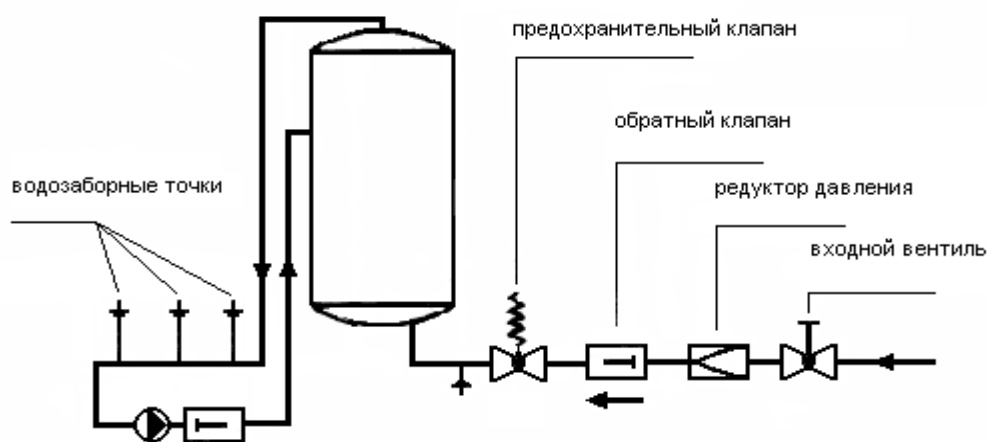 предохранительный клапан
обратный клапан
водозаборные точки
редуктор давления
входной вентиль